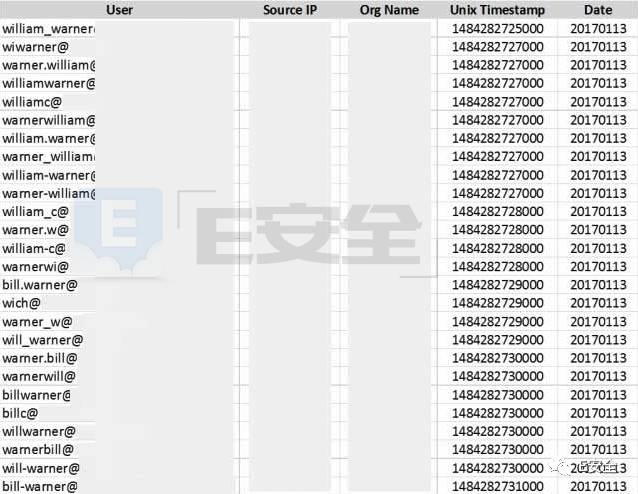 User Source IP Org Name Unix Timestamp Date
william_warner@ 1484282725000 20170113
wiwarner@ 1484282727000 20170113
warner.william@ 1484282727000 20170113
williamwarner@ 1484282727000 20170113
williamc@ 1484282727000 20170113
warnerwilliam@ 1484282727000 20170113
william.warner@ 1484282727000 20170113
warner_william@ 1484282727000 20170113
william-warner@ 1484282727000 20170113
warner-william@ 1484282727000 20170113
william_c@ 1484282728000 20170113
warner.w@ 1484282728000 20170113
william-c@ 1484282728000 20170113
warnerwi@ 1484282728000 20170113
bill.warner@ 1484282729000 20170113
wich@ 1484282729000 20170113
warner_w@ 1484282729000 20170113
will_warner@ 1484282729000 20170113
warner.bill@ 1484282730000 20170113
warnerwill@ 1484282730000 20170113
billwarner@ 1484282730000 20170113
billc@ 1484282730000 20170113
willwarner@ 1484282730000 20170113
warnerbill@ 1484282730000 20170113
will-warner@ 1484282730000 20170113
bill-warner@ 1484282731000 20170113
E「E安全」
E安全